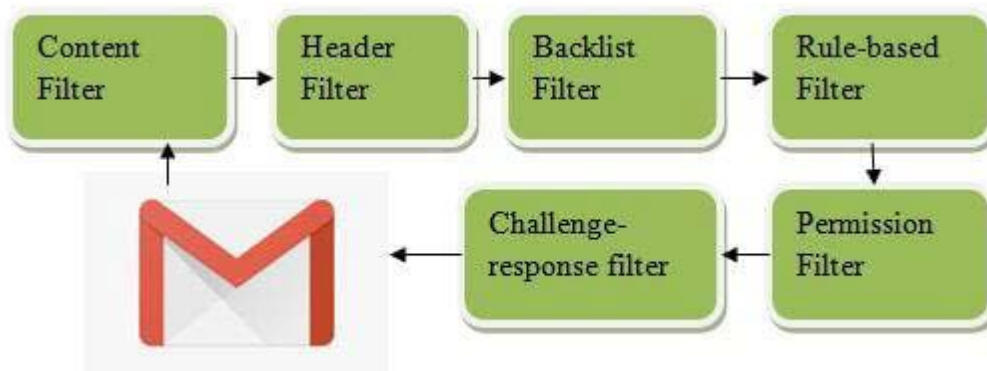 Content
Filter
Header
Filter
Backlist
Filter
Rule-based
Filter
Permission
Filter
Challenge-
response filter